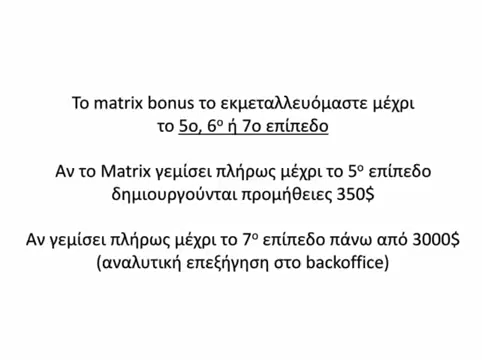 Το matrix bonus το εκμεταλλευόμαστε μέχρι
το 5ο, 6ο ή 7ο επίπεδο
Αν το Matrix γεμίσει πλήρως μέχρι το 5ο επίπεδο
δημιουργούνται προμήθειες 350$
Αν γεμίσει πλήρως μέχρι το 7ο επίπεδο πάνω από 3000$
(αναλυτική επεξήγηση στο backoffice)